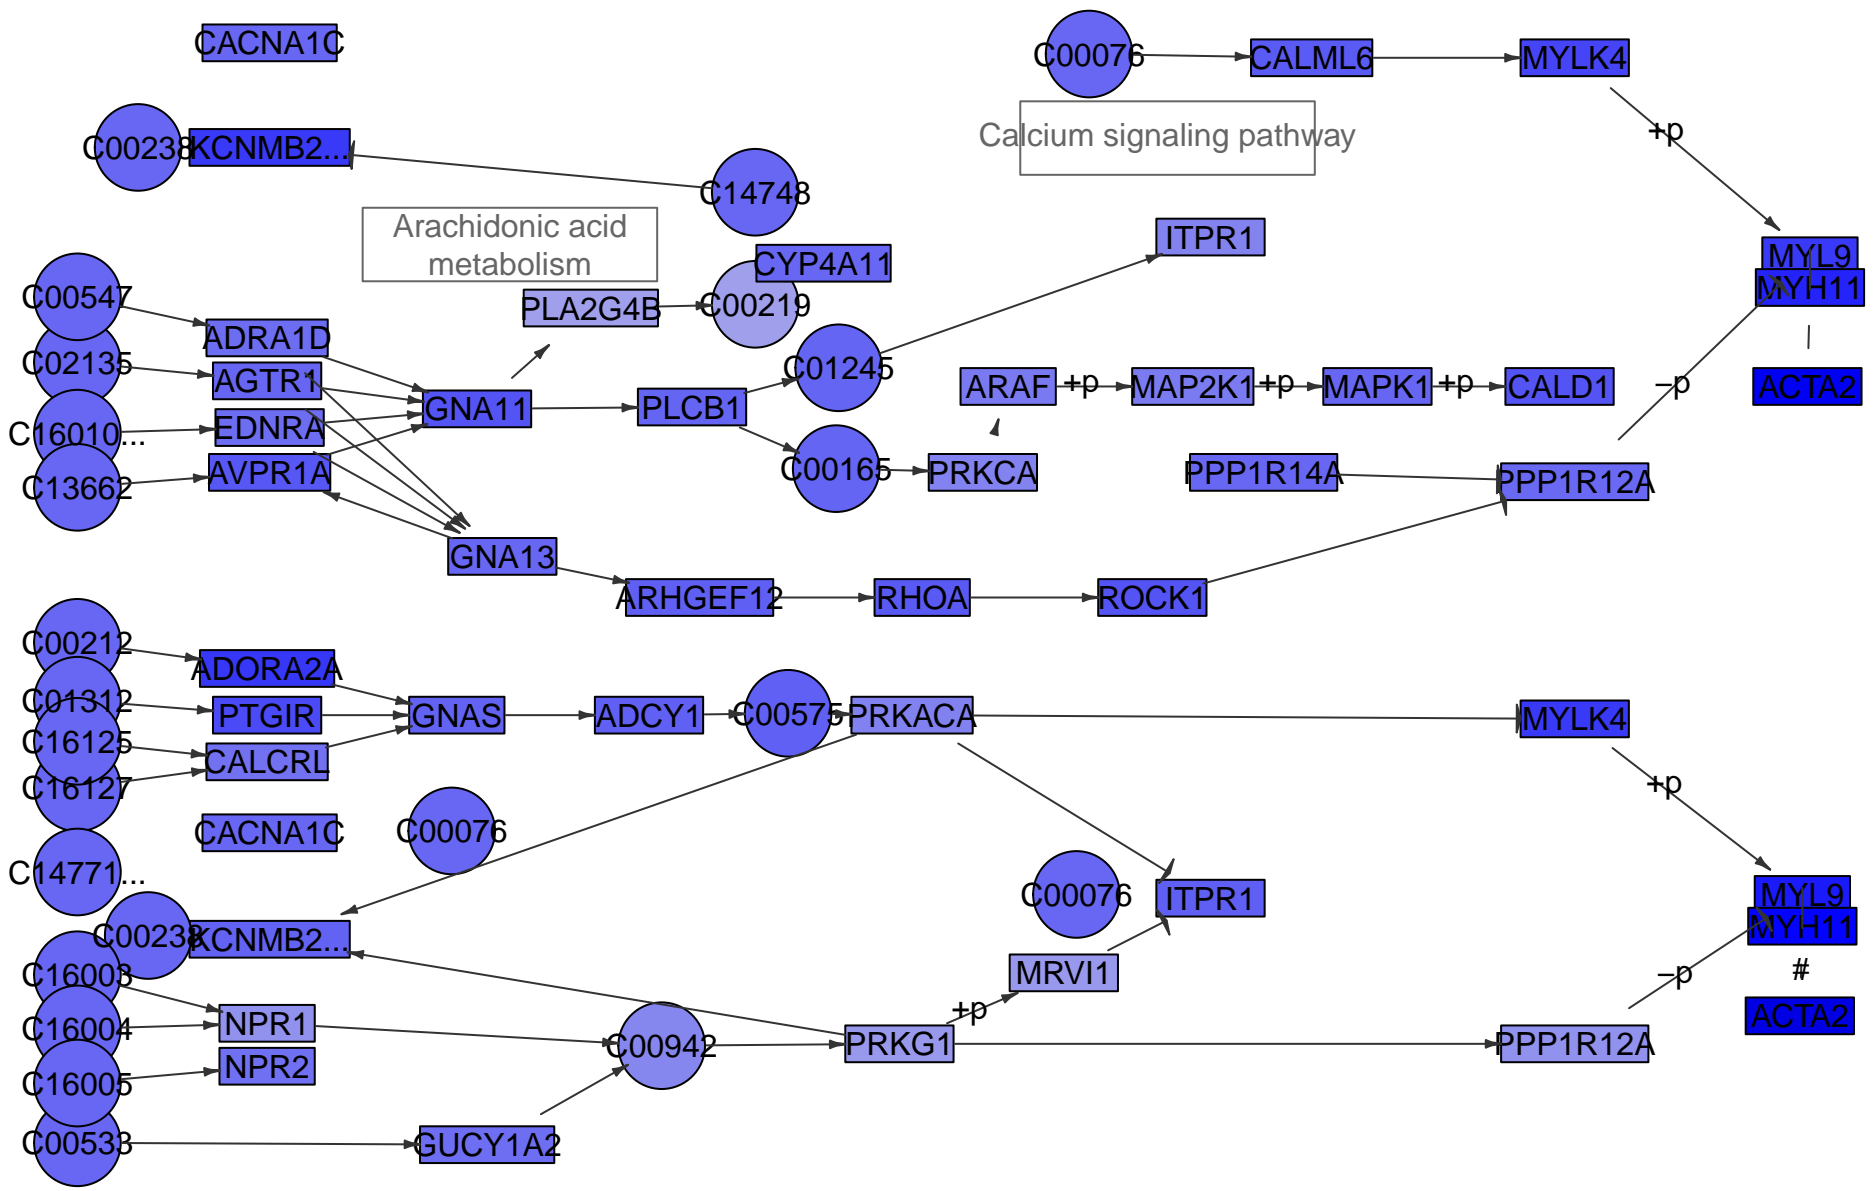 CACNA1C
C00076
CALML6
MYLK4
+p
C00238
KCNMB2...
Calcium signaling pathway
C14748
Arachidonic acid
metabolism
ITPR1
CYP4A11
MYL9
MYH11
C00547
PLA2G4B
C00219
ADRA1D
C02135
AGTR1
C01245
ARAF
+p
MAP2K1
+p
MAPK1
+p
CALD1
–p
ACTA2
GNA11
PLCB1
C16010...
EDNRA
C13662
AVPR1A
C00165
PRKCA
PPP1R14A
PPP1R12A
GNA13
ARHGEF12
RHOA
ROCK1
C00212
ADORA2A
C01312
PTGIR
GNAS
ADCY1
C00575
PRKACA
MYLK4
C16125
CALCRL
C16127
+p
CACNA1C
C00076
C14771...
C00076
ITPR1
MYL9
MYH11
C00238
KCNMB2...
C16003
MRVI1
–p
#
+p
C16004
NPR1
ACTA2
C00942
PRKG1
PPP1R12A
C16005
NPR2
C00533
GUCY1A2